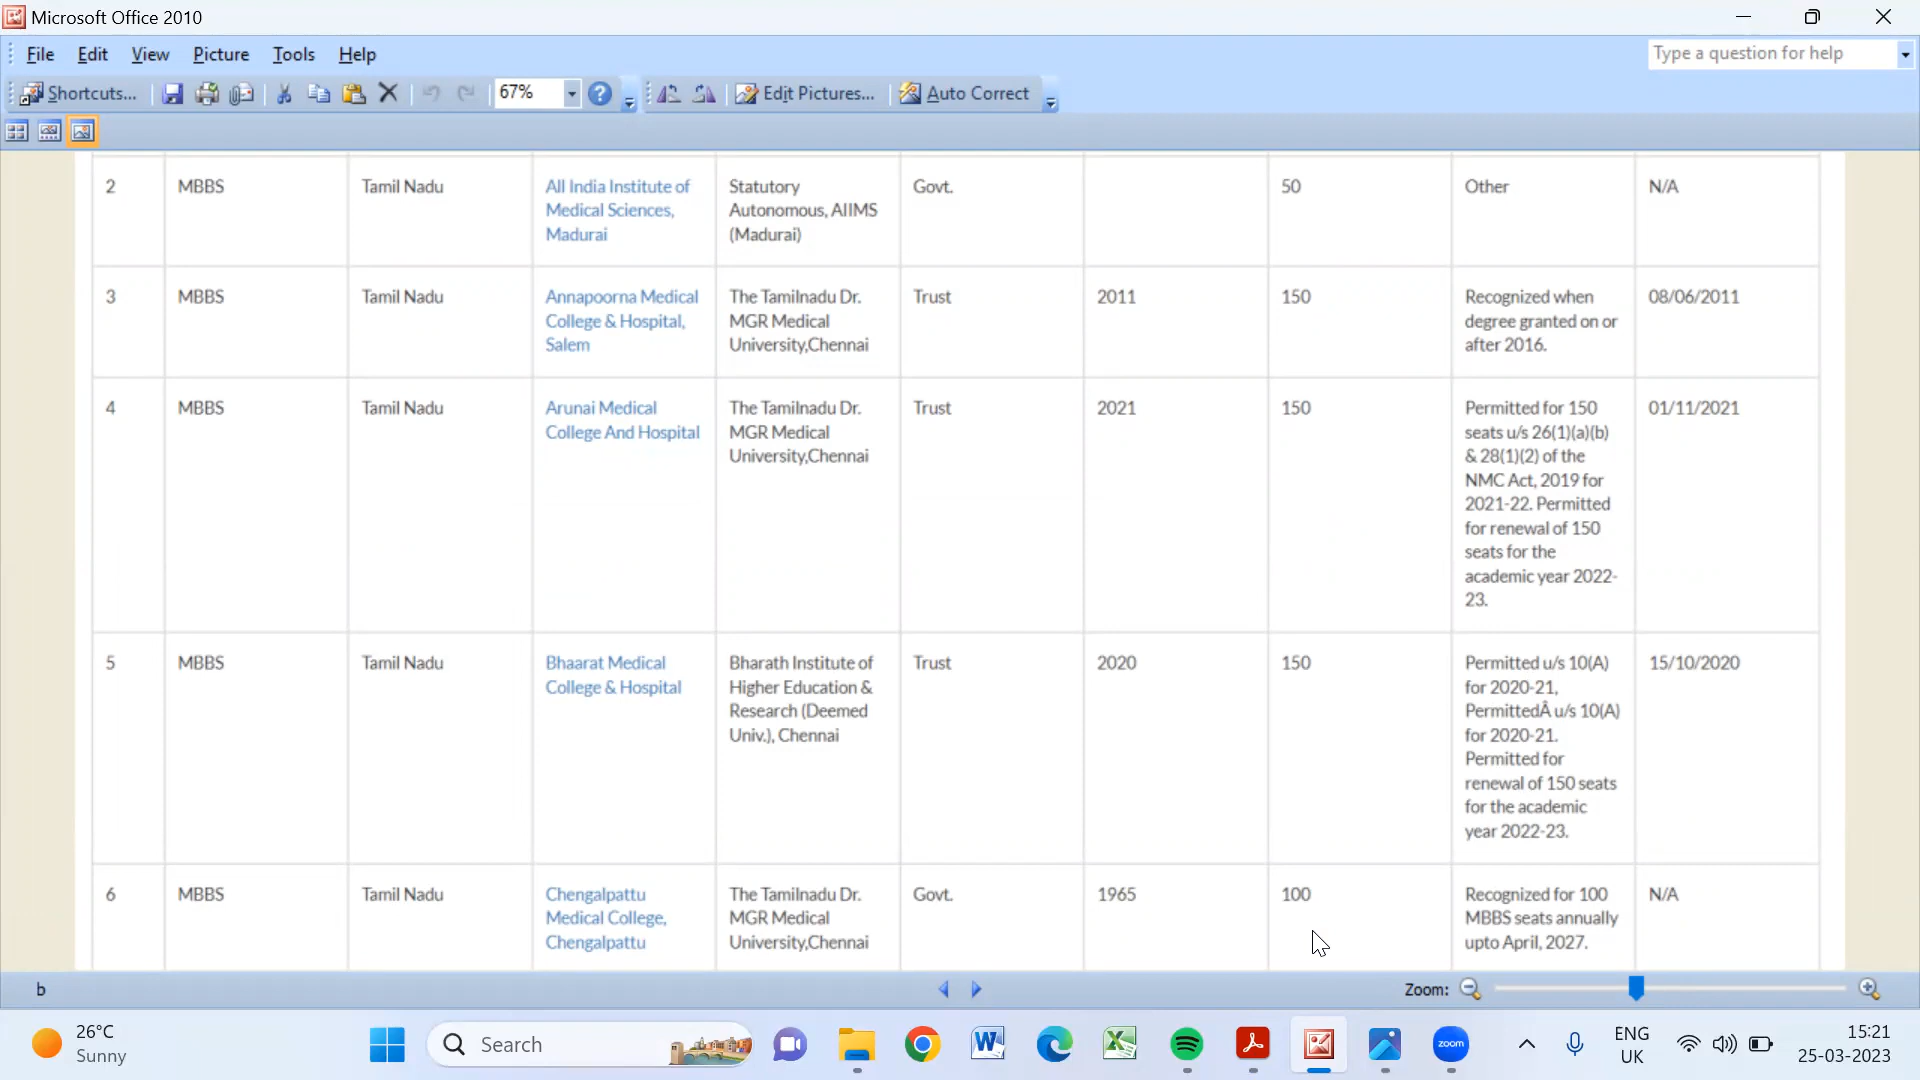 Microsoft Office 2010
File Edit View Picture Tools Help
Type a question for help
Shortcuts... 67% Edit Pictures... Auto Correct
2 MBBS Tamil Nadu All India Institute of Statutory Govt. 50 Other N/A
Medical Sciences, Autonomous, AIIMS
Madurai (Madurai)
3 MBBS Tamil Nadu Annapoorna Medical The Tamilnadu Dr. Trust 2011 150 Recognized when 08/06/2011
College & Hospital, MGR Medical degree granted on or
Salem University,Chennai after 2016.
4 MBBS Tamil Nadu Arunai Medical The Tamilnadu Dr. Trust 2021 150 Permitted for 150 01/11/2021
College And Hospital MGR Medical seats u/s 26(1)(a)(b)
University,Chennai & 28(1)(2) of the
NMC Act, 2019 for
2021-22. Permitted
for renewal of 150
seats for the
academic year 2022-
23.
5 MBBS Tamil Nadu Bhaarat Medical Bharath Institute of Trust 2020 150 Permitted u/s 10(A) 15/10/2020
College & Hospital Higher Education & for 2020-21,
Research (Deemed PermittedÂ u/s 10(A)
Univ.), Chennai for 2020-21.
Permitted for
renewal of 150 seats
for the academic
year 2022-23.
6 MBBS Tamil Nadu Chengalpattu The Tamilnadu Dr. Govt. 1965 100 Recognized for 100 N/A
Medical College, MGR Medical MBBS seats annually
Chengalpattu University,Chennai upto April, 2027.
b Zoom:
26°C
Sunny
Search
zoom
ENG
UK
15:21
25-03-2023